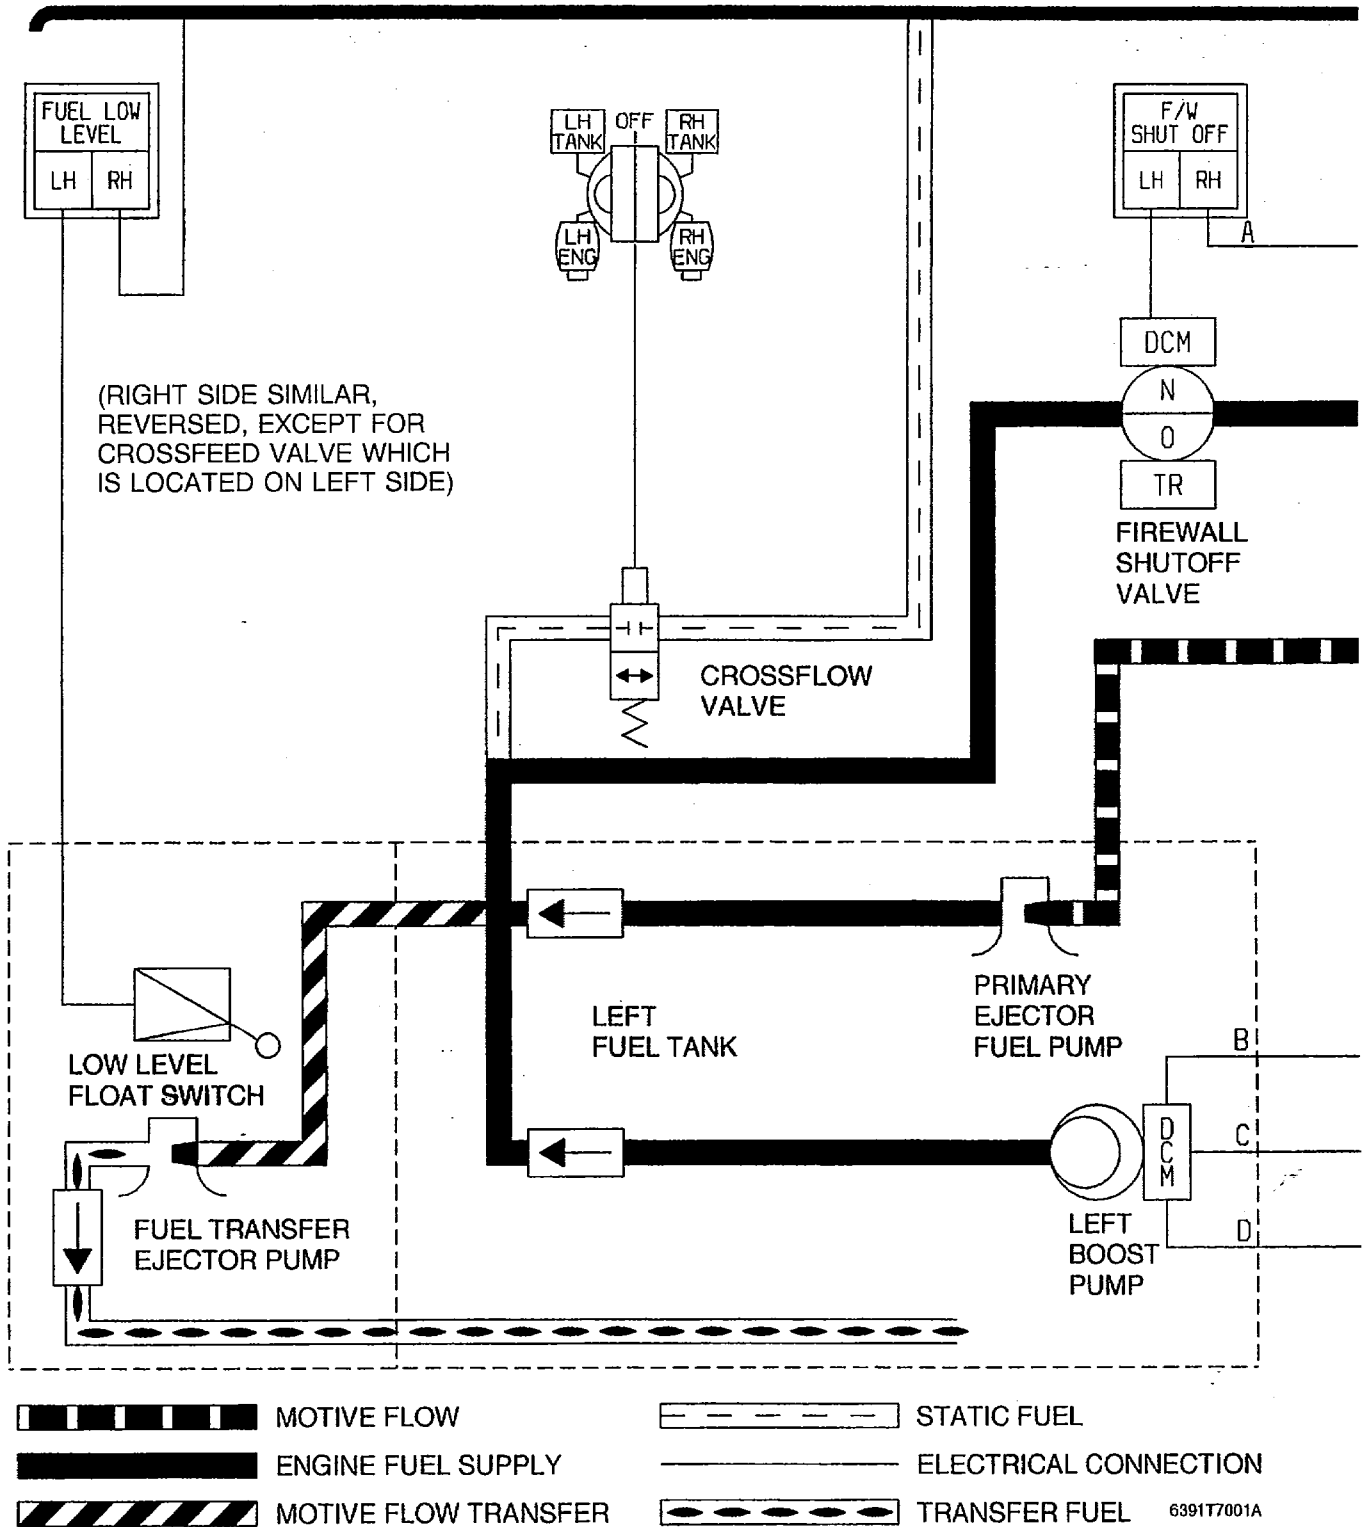 FUEL LOW
LEVEL
LH RH
LH
TANK
OFF
RH
TANK
LH
ENG
RH
ENG
F/W
SHUT OFF
LH RH
A
DCM
N
O
TR
FIREWALL
SHUTOFF
VALVE
(RIGHT SIDE SIMILAR,
REVERSED, EXCEPT FOR
CROSSFEED VALVE WHICH
IS LOCATED ON LEFT SIDE)
CROSSFLOW
VALVE
PRIMARY
EJECTOR
FUEL PUMP
LEFT
FUEL TANK
LOW LEVEL
FLOAT SWITCH
B
C
D
DCM
LEFT
BOOST
PUMP
FUEL TRANSFER
EJECTOR PUMP
MOTIVE FLOW
ENGINE FUEL SUPPLY
MOTIVE FLOW TRANSFER
STATIC FUEL
ELECTRICAL CONNECTION
TRANSFER FUEL
6391T7001A